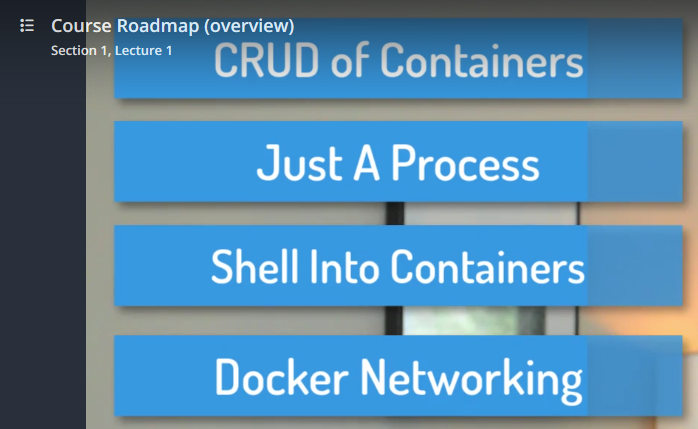 Course Roadmap (overview)
Section 1, Lecture 1
CRUD of Containers
Just A Process
Shell Into Containers
Docker Networking